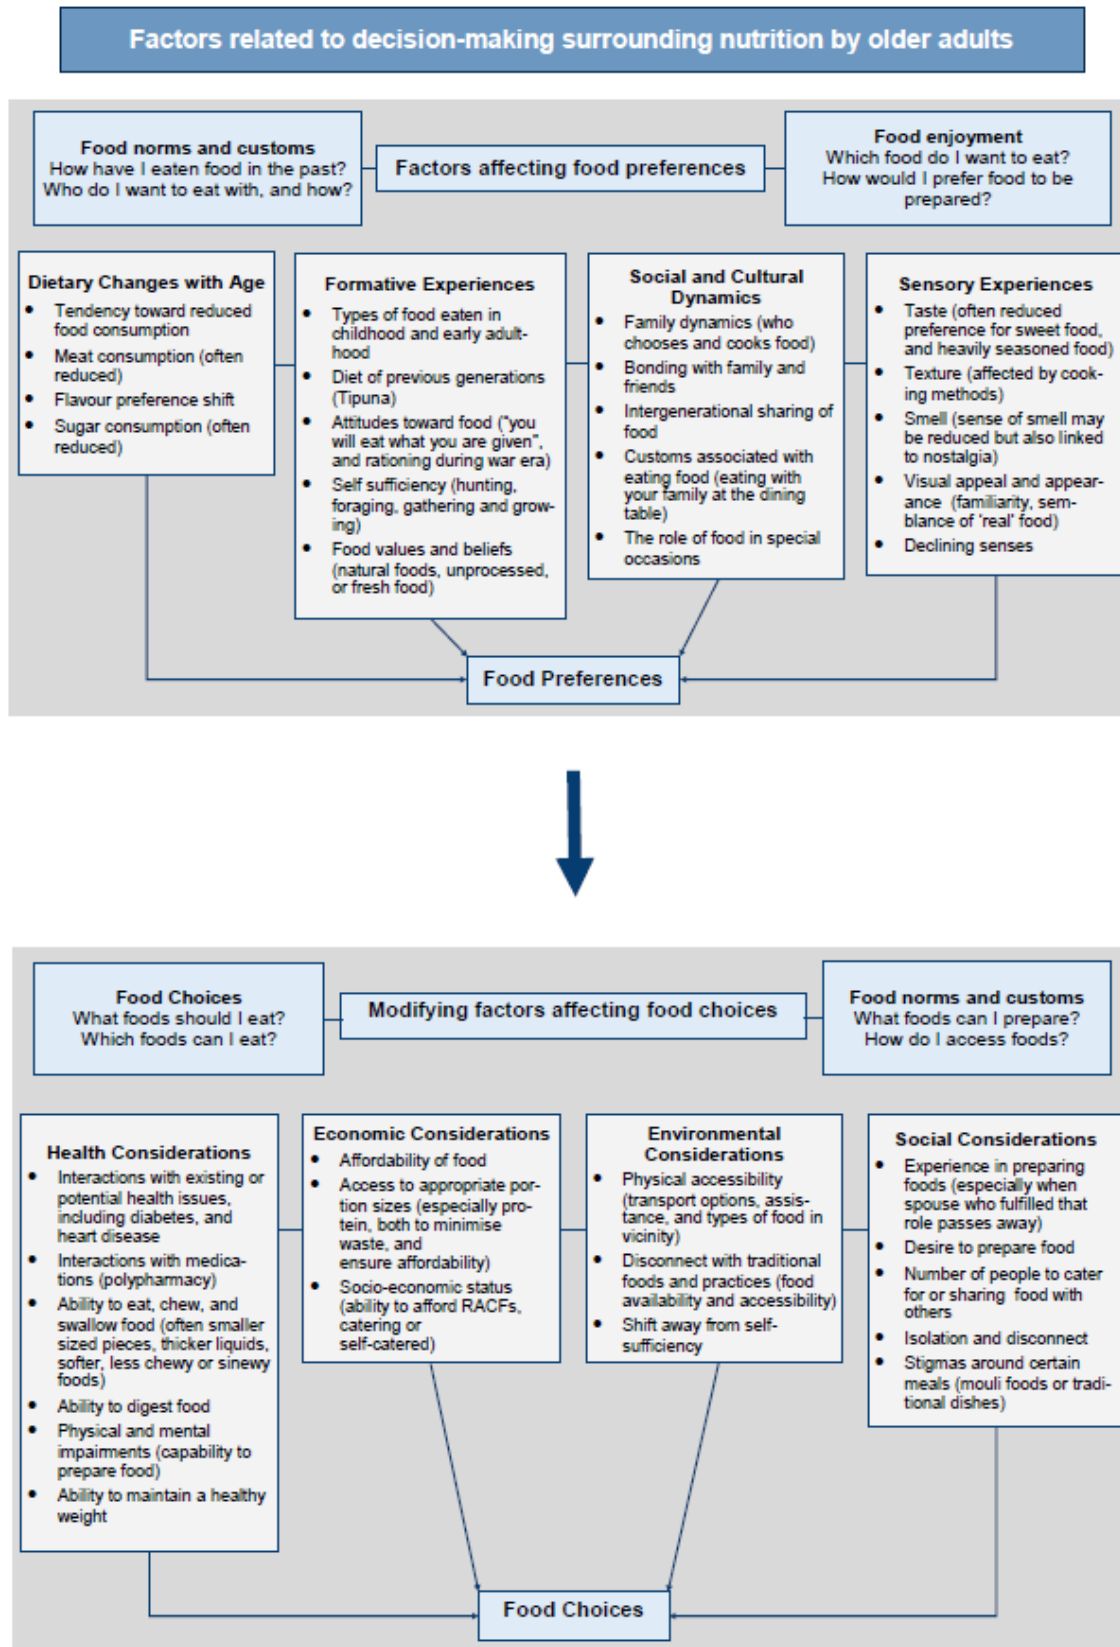 Factors related to decision-making surrounding nutrition by older adults
Food norms and customs
How have I eaten food in the past?
Who do I want to eat with, and how?
Factors affecting food preferences
Food enjoyment
Which food do I want to eat?
How would I prefer food to be
prepared?
Dietary Changes with Age
• Tendency toward reduced
food consumption
• Meat consumption (often
reduced)
• Flavour preference shift
• Sugar consumption (often
reduced)
Formative Experiences
• Types of food eaten in
childhood and early adult-
hood
• Diet of previous generations
(Tipuna)
• Attitudes toward food ("you
will eat what you are given",
and rationing during war era)
• Self sufficiency (hunting,
foraging, gathering and grow-
ing)
• Food values and beliefs
(natural foods, unprocessed,
or fresh food)
Social and Cultural
Dynamics
• Family dynamics (who
chooses and cooks food)
• Bonding with family and
friends
• Intergenerational sharing of
food
• Customs associated with
eating food (eating with
your family at the dining
table)
• The role of food in special
occasions
Sensory Experiences
• Taste (often reduced
preference for sweet food,
and heavily seasoned food)
• Texture (affected by cook-
ing methods)
• Smell (sense of smell may
be reduced but also linked
to nostalgia)
• Visual appeal and appear-
ance (familiarity, sem-
blance of 'real' food)
• Declining senses
Food Preferences
Food Choices
What foods should I eat?
Which foods can I eat?
Modifying factors affecting food choices
Food norms and customs
What foods can I prepare?
How do I access foods?
Health Considerations
• Interactions with existing or
potential health issues,
including diabetes, and
heart disease
• Interactions with medica-
tions (polypharmacy)
• Ability to eat, chew, and
swallow food (often smaller
sized pieces, thicker liquids,
softer, less chewy or sinewy
foods)
• Ability to digest food
• Physical and mental
impairments (capability to
prepare food)
• Ability to maintain a healthy
weight
Economic Considerations
• Affordability of food
• Access to appropriate por-
tion sizes (especially pro-
tein, both to minimise
waste, and
ensure affordability)
• Socio-economic status
(ability to afford RACFs,
catering or
self-catered)
Environmental
Considerations
• Physical accessibility
(transport options, assis-
tance, and types of food in
vicinity)
• Disconnect with traditional
foods and practices (food
availability and accessibility)
• Shift away from self-
sufficiency
Social Considerations
• Experience in preparing
foods (especially when
spouse who fulfilled that
role passes away)
• Desire to prepare food
• Number of people to cater
for or sharing food with
others
• Isolation and disconnect
• Stigmas around certain
meals (mouli foods or tradi-
tional dishes)
Food Choices